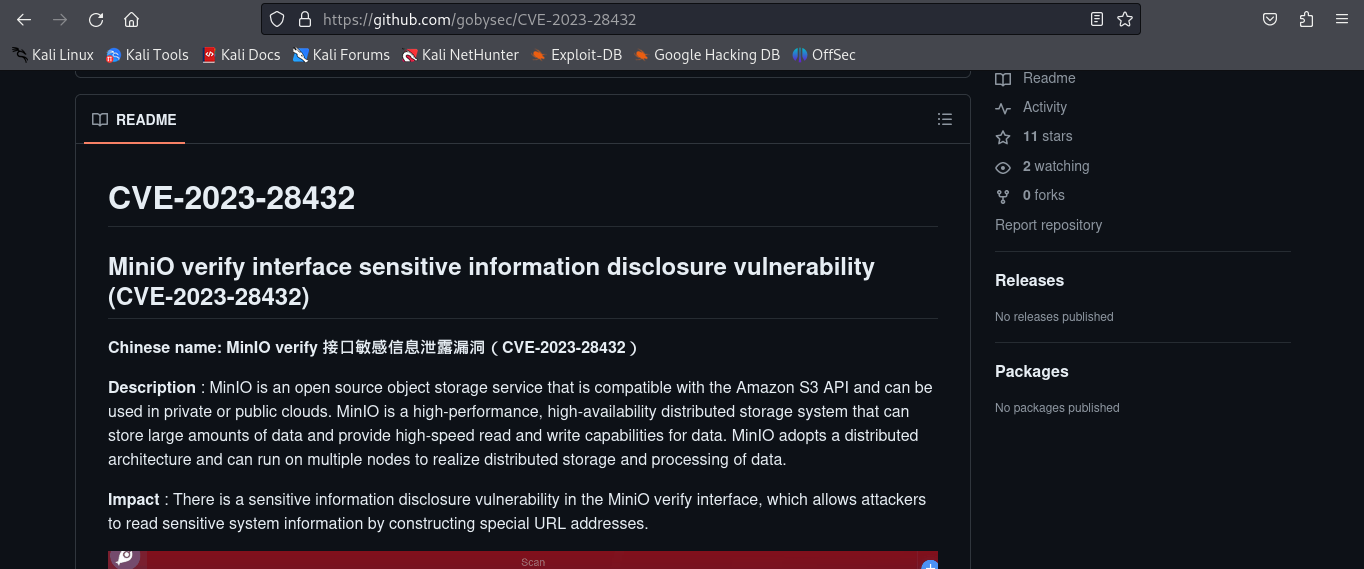 https://github.com/gobysec/CVE-2023-28432
Kali Linux Kali Tools Kali Docs Kali Forums Kali NetHunter Exploit-DB Google Hacking DB OffSec
README
CVE-2023-28432
MiniO verify interface sensitive information disclosure vulnerability
(CVE-2023-28432)
Chinese name: MinIO verify 接口敏感信息泄露漏洞（CVE-2023-28432）
Description : MinIO is an open source object storage service that is compatible with the Amazon S3 API and can be
used in private or public clouds. MinIO is a high-performance, high-availability distributed storage system that can
store large amounts of data and provide high-speed read and write capabilities for data. MinIO adopts a distributed
architecture and can run on multiple nodes to realize distributed storage and processing of data.
Impact : There is a sensitive information disclosure vulnerability in the MiniO verify interface, which allows attackers
to read sensitive system information by constructing special URL addresses.
Scan
Readme
Activity
11 stars
2 watching
0 forks
Report repository
Releases
No releases published
Packages
No packages published